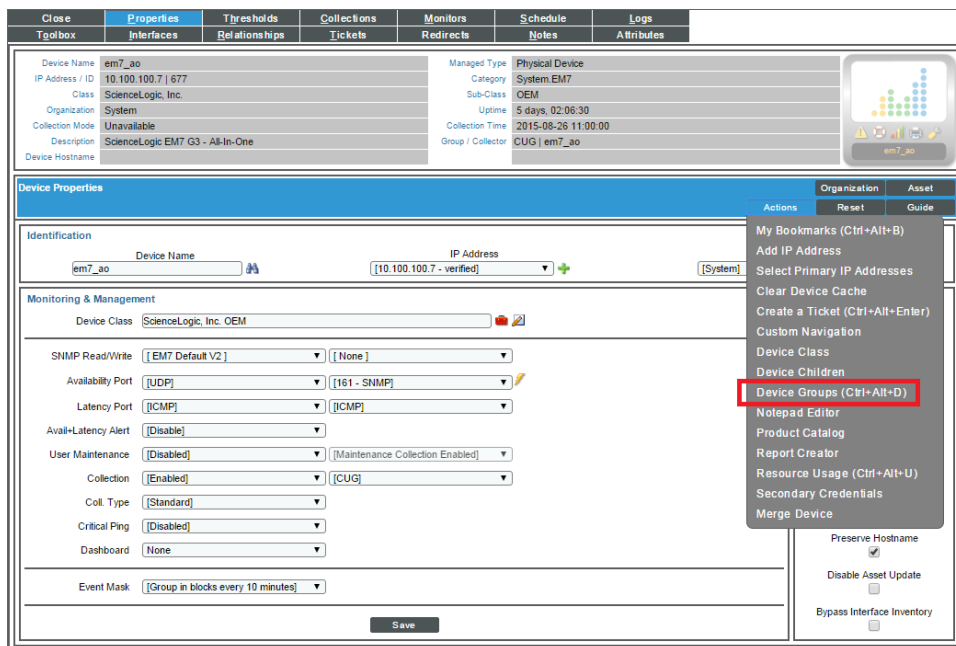 Close Properties Thresholds Collections Monitors Schedule Logs
Toolbox Interfaces Relationships Tickets Redirects Notes Attributes
Device Name em7_ao Managed Type Physical Device
IP Address / ID 10.100.100.7 | 677 Category System.EM7
Class ScienceLogic, Inc. Sub-Class OEM
Organization System Uptime 5 days, 02:06:30
Collection Mode Unavailable Collection Time 2015-08-26 11:00:00
Description ScienceLogic EM7 G3 - All-In-One Group / Collector CUG | em7_ao
Device Hostname
em7_ao
Device Properties Organization Asset
Actions Reset Guide
My Bookmarks (Ctrl+Alt+B)
Add IP Address
Select Primary IP Addresses
Clear Device Cache
Create a Ticket (Ctrl+Alt+Enter)
Custom Navigation
Device Class
Device Children
Device Groups (Ctrl+Alt+D)
Notepad Editor
Product Catalog
Report Creator
Resource Usage (Ctrl+Alt+U)
Secondary Credentials
Merge Device
Identification
Device Name IP Address
em7_ao [10.100.100.7 - verified] [System]
Monitoring & Management
Device Class ScienceLogic, Inc. OEM
SNMP Read/Write [ EM7 Default V2 ] [ None ]
Availability Port [UDP] [161 - SNMP]
Latency Port [ICMP] [ICMP]
Avail+Latency Alert [Disable]
User Maintenance [Disabled] [Maintenance Collection Enabled]
Collection [Enabled] [CUG]
Coll. Type [Standard]
Critical Ping [Disabled]
Dashboard None
Event Mask [Group in blocks every 10 minutes]
Save
Preserve Hostname
Disable Asset Update
Bypass Interface Inventory